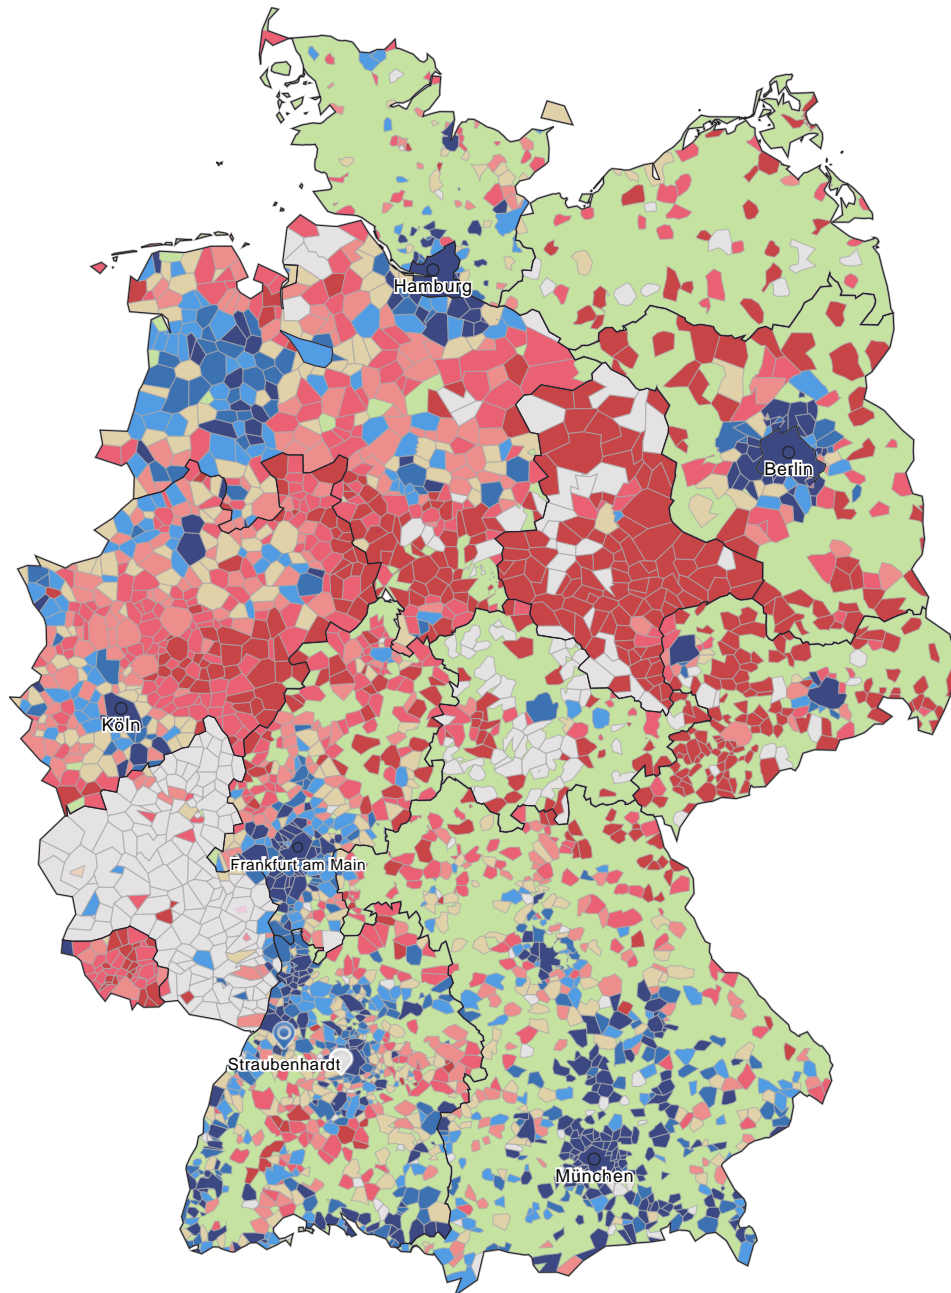 Hamburg
Berlin
Köln
Frankfurt am Main
Straubenhardt
München